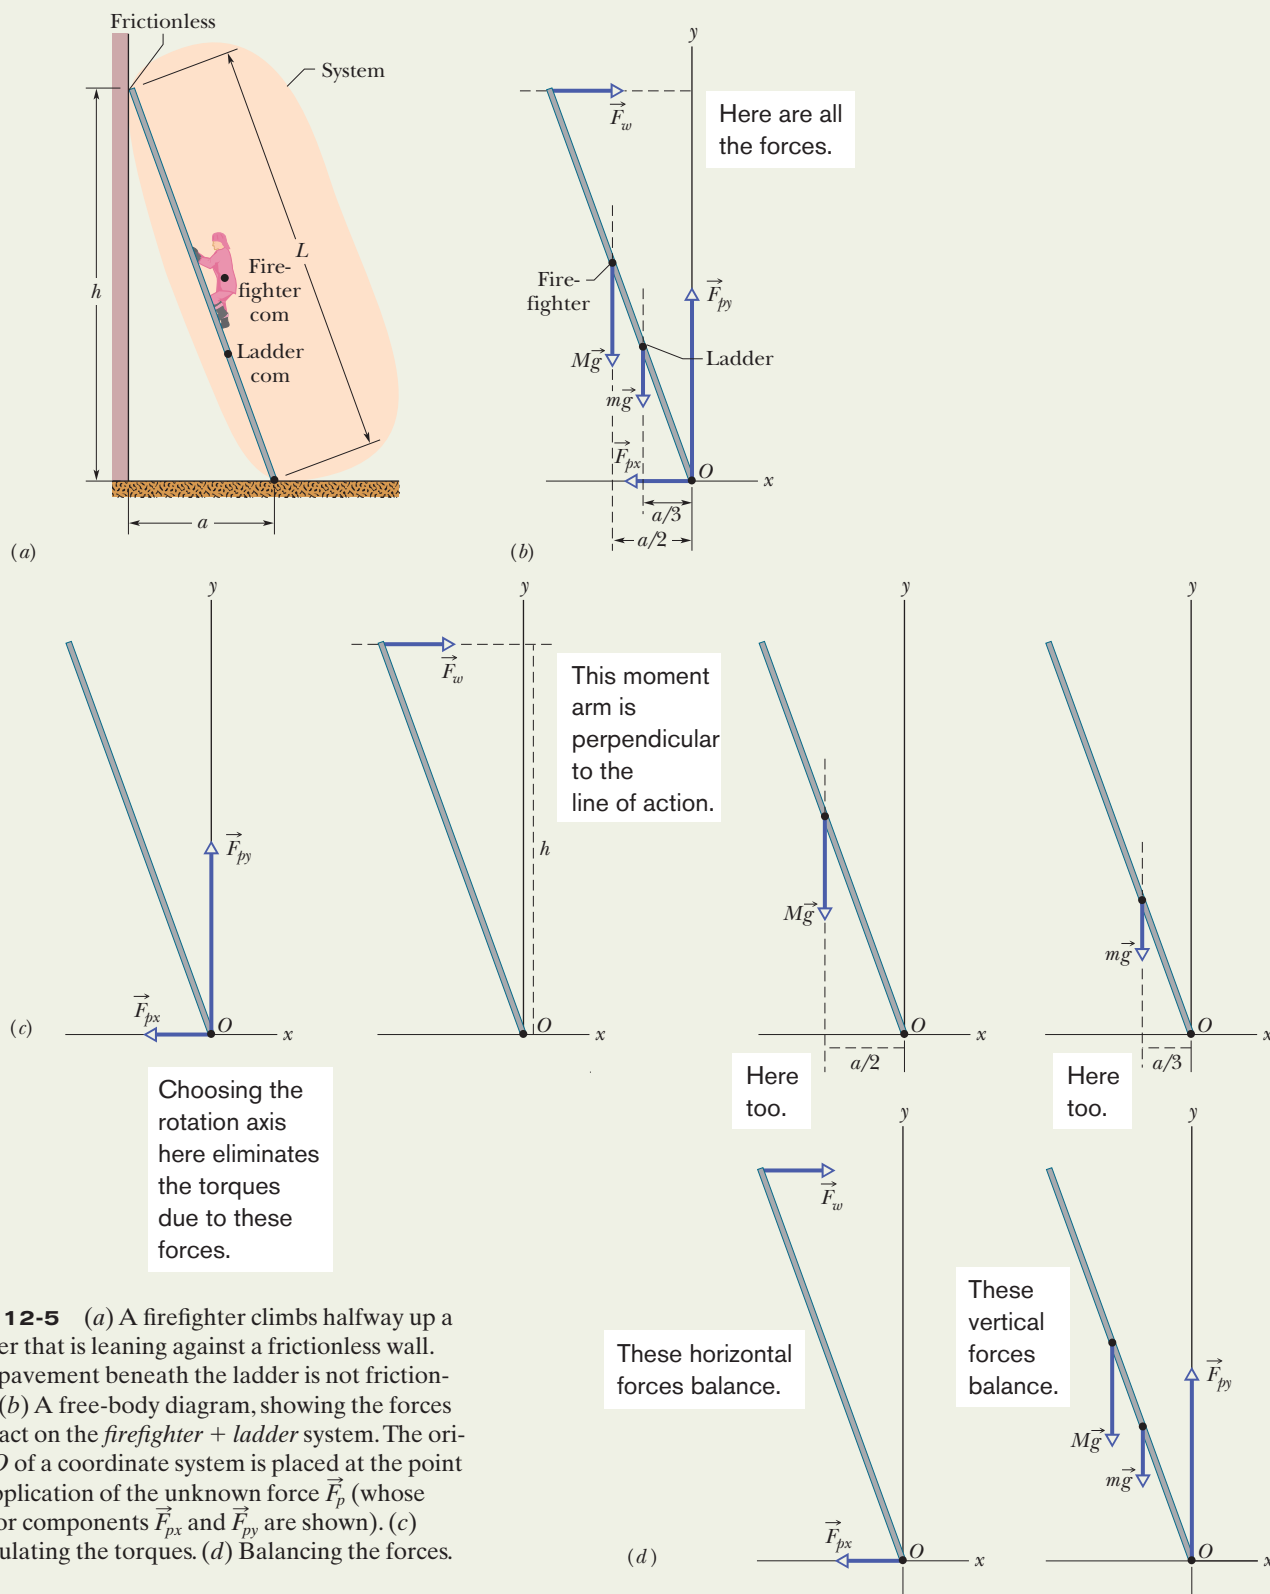 Frictionless
System
L
h
Fire-
fighter
com
Ladder
com
a
(a)
y
F_w
Here are all
the forces.
Fire-
fighter
F_py
Mg
Ladder
mg
F_px
O
x
a/3
a/2
(b)
y
F_py
F_px
O
x
(c)
Choosing the
rotation axis
here eliminates
the torques
due to these
forces.
y
F_w
h
O
x
This moment
arm is
perpendicular
to the
line of action.
y
Mg
O
x
a/2
Here
too.
y
mg
O
x
a/3
Here
too.
12-5 (a) A firefighter climbs halfway up a
er that is leaning against a frictionless wall.
pavement beneath the ladder is not friction-
(b) A free-body diagram, showing the forces
act on the firefighter + ladder system. The ori-
O of a coordinate system is placed at the point
pplication of the unknown force F_p (whose
or components F_px and F_py are shown). (c)
ulating the torques. (d) Balancing the forces.
y
F_w
These horizontal
forces balance.
F_px
O
x
(d)
y
These
vertical
forces
balance.
F_py
Mg
mg
O
x